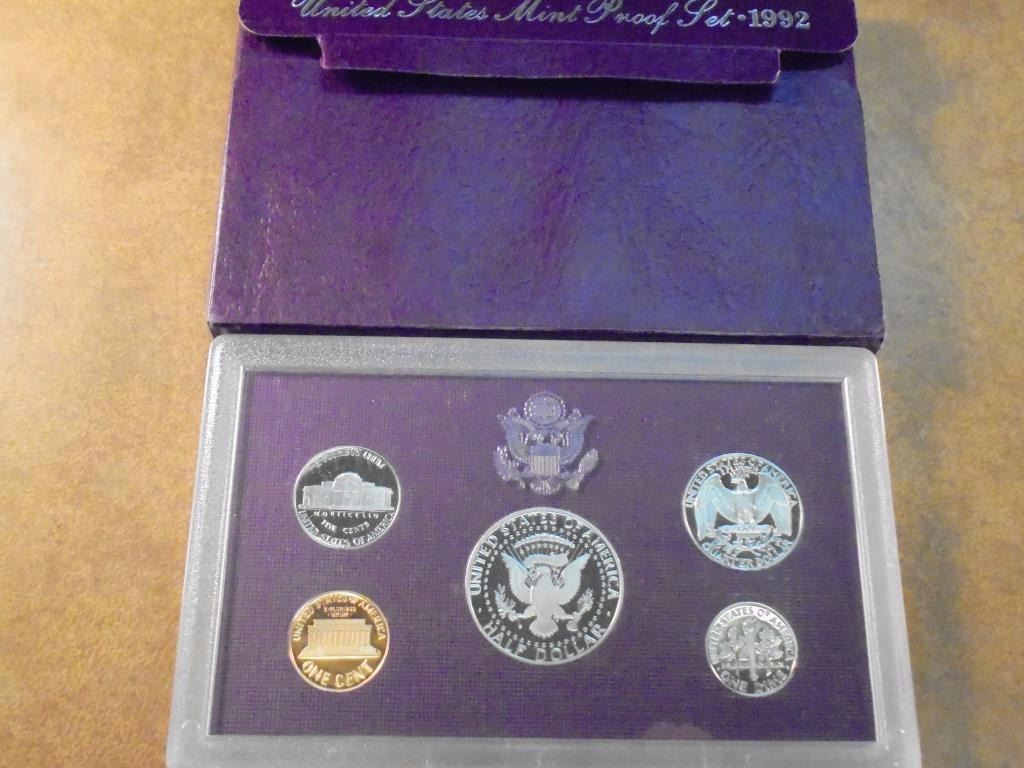 United States Mint Proof Set • 1992
E PLURIBUS UNUM
MONTICELLO
FIVE CENTS
UNITED STATES OF AMERICA
UNITED STATES OF AMERICA
HALF DOLLAR
UNITED STATES OF AMERICA
QUARTER DOLLAR
UNITED STATES OF AMERICA
E • PLURIBUS
• UNUM •
ONE CENT
UNITED STATES OF AMERICA
ONE DIME